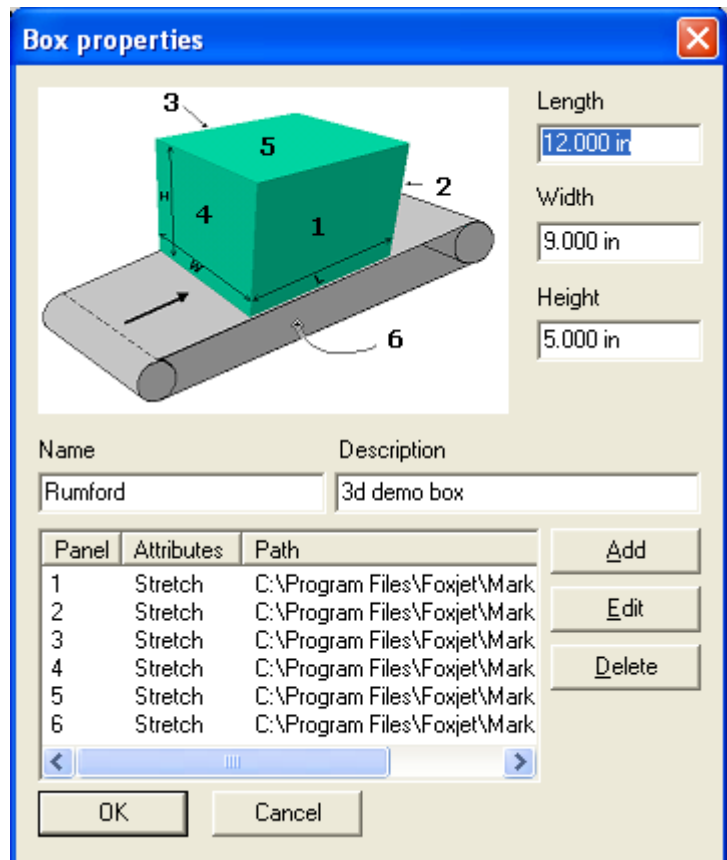 Box properties
3
5
2
H
4
1
W
L
6
Length
12.000 in
Width
9.000 in
Height
5.000 in
Name
Description
Rumford
3d demo box
Panel Attributes Path
1 Stretch C:\Program Files\Foxjet\Mark
2 Stretch C:\Program Files\Foxjet\Mark
3 Stretch C:\Program Files\Foxjet\Mark
4 Stretch C:\Program Files\Foxjet\Mark
5 Stretch C:\Program Files\Foxjet\Mark
6 Stretch C:\Program Files\Foxjet\Mark
Add
Edit
Delete
OK
Cancel